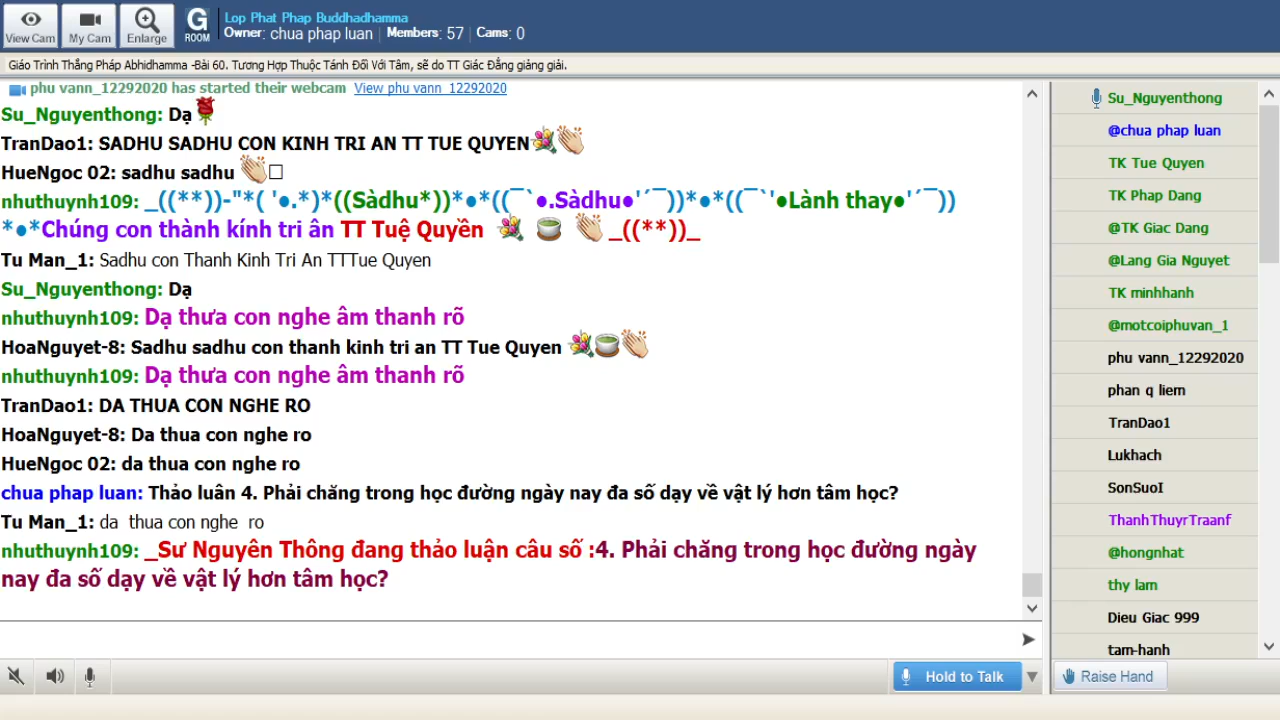 View Cam
My Cam
Enlarge
G
ROOM
Lop Phat Phap Buddhadhamma
Owner: chua phap luan | Members: 57 | Cams: 0
Giáo Trình Thắng Pháp Abhidhamma -Bài 60. Tương Hợp Thuộc Tánh Đối Với Tâm, sẽ do TT Giác Đẳng giảng giải.
phu vann_12292020 has started their webcam View phu vann_12292020
Su_Nguyenthong: Dạ
TranDao1: SADHU SADHU CON KINH TRI AN TT TUE QUYEN
HueNgoc 02: sadhu sadhu
nhuthuynh109: _((**))-"*( '●.*)*((Sàdhu*))*●*((¯`●.Sàdhu●'´¯))*●*((¯`'●Lành thay●'´¯))
*●*Chúng con thành kính tri ân TT Tuệ Quyền _((**))_
Tu Man_1: Sadhu con Thanh Kinh Tri An TTTue Quyen
Su_Nguyenthong: Dạ
nhuthuynh109: Dạ thưa con nghe âm thanh rõ
HoaNguyet-8: Sadhu sadhu con thanh kinh tri an TT Tue Quyen
nhuthuynh109: Dạ thưa con nghe âm thanh rõ
TranDao1: DA THUA CON NGHE RO
HoaNguyet-8: Da thua con nghe ro
HueNgoc 02: da thua con nghe ro
chua phap luan: Thảo luân 4. Phải chăng trong học đường ngày nay đa số dạy về vật lý hơn tâm học?
Tu Man_1: da thua con nghe ro
nhuthuynh109: _Sư Nguyên Thông đang thảo luận câu số :4. Phải chăng trong học đường ngày
nay đa số dạy về vật lý hơn tâm học?
Su_Nguyenthong
@chua phap luan
TK Tue Quyen
TK Phap Dang
@TK Giac Dang
@Lang Gia Nguyet
TK minhhanh
@motcoiphuvan_1
phu vann_12292020
phan q liem
TranDao1
Lukhach
SonSuoI
ThanhThuyrTraanf
@hongnhat
thy lam
Dieu Giac 999
tam-hanh
Hold to Talk
Raise Hand